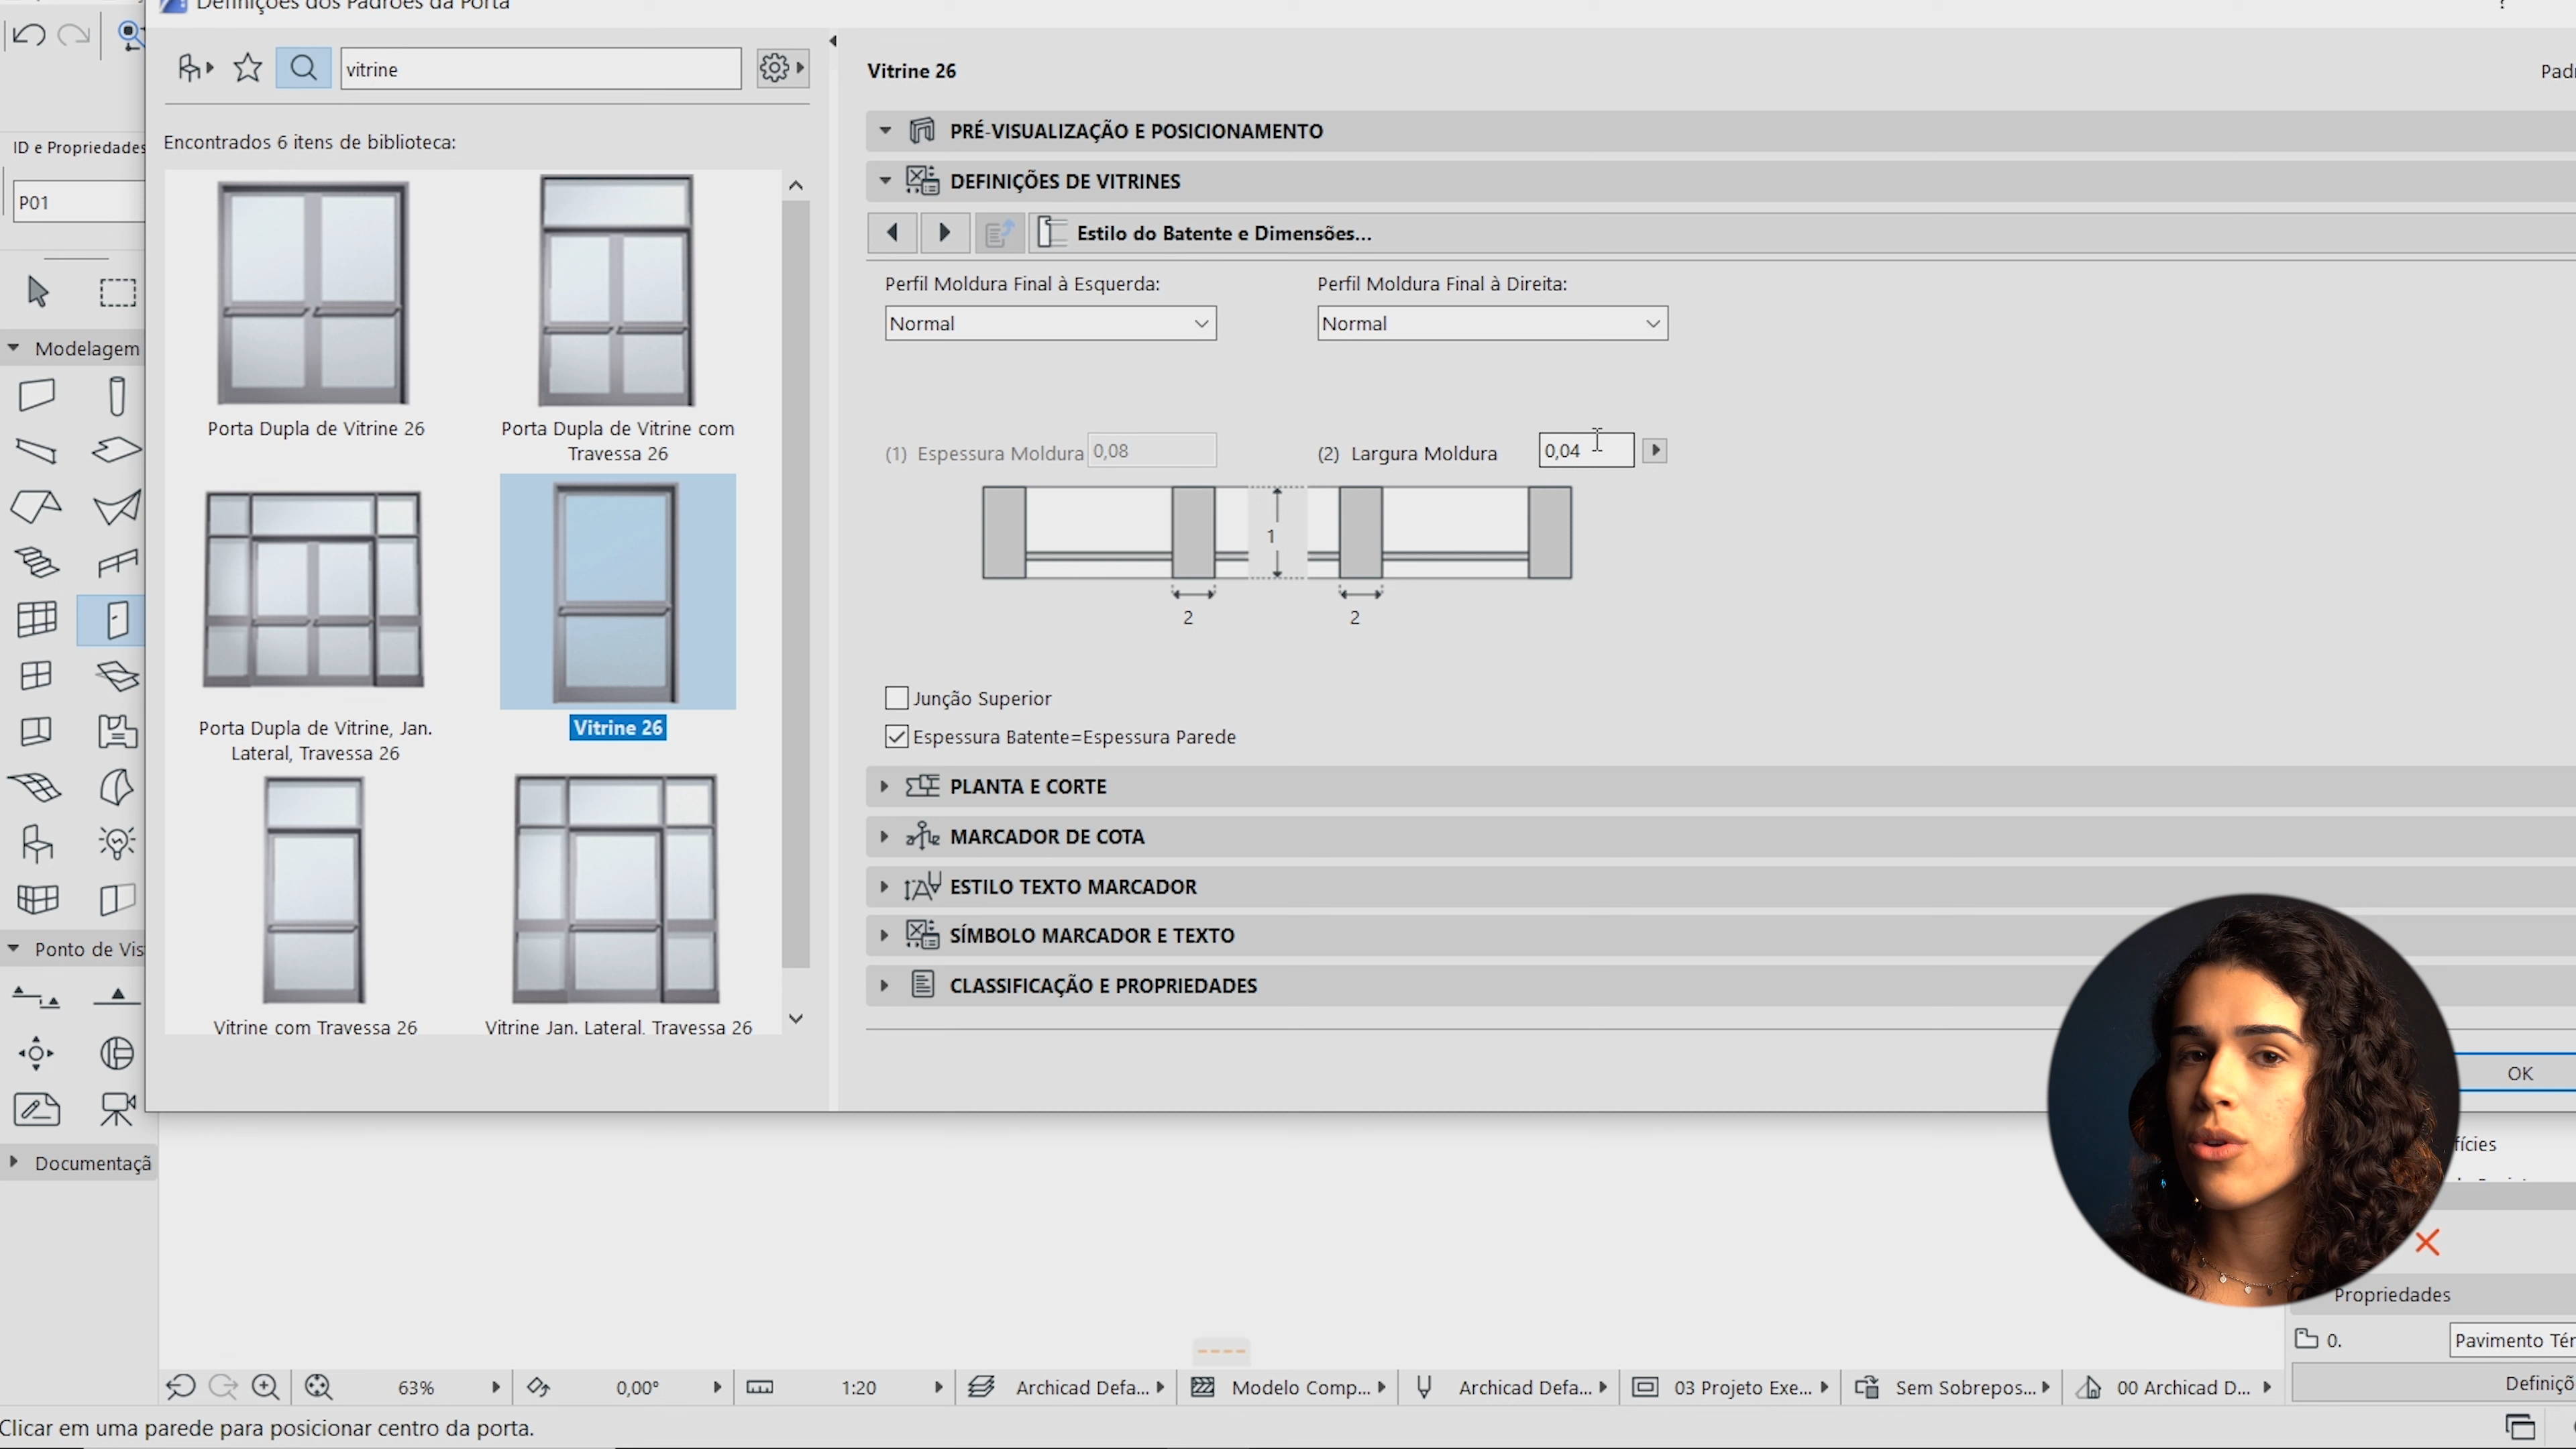 Definições dos Padrões da Porta
?
vitrine
Vitrine 26
PRÉ-VISUALIZAÇÃO E POSICIONAMENTO
Encontrados 6 itens de biblioteca:
ID e Propriedades
DEFINIÇÕES DE VITRINES
P01
Estilo do Batente e Dimensões...
Perfil Moldura Final à Esquerda:
Perfil Moldura Final à Direita:
Normal
Normal
Modelagem
Porta Dupla de Vitrine 26
Porta Dupla de Vitrine com
Travessa 26
(1) Espessura Moldura 0,08
(2) Largura Moldura 0,04
1
2
2
Junção Superior
Espessura Batente=Espessura Parede
Porta Dupla de Vitrine, Jan.
Lateral, Travessa 26
Vitrine 26
PLANTA E CORTE
MARCADOR DE COTA
ESTILO TEXTO MARCADOR
SÍMBOLO MARCADOR E TEXTO
CLASSIFICAÇÃO E PROPRIEDADES
Ponto de Vis
Vitrine com Travessa 26
Vitrine Jan. Lateral, Travessa 26
OK
Documentaçã
fícies
Propriedades
0.
Pavimento Tér
63%
0,00°
1:20
Archicad Defa...
Modelo Comp...
Archicad Defa...
03 Projeto Exe...
Sem Sobrepos...
00 Archicad D...
Definiçõ
Clicar em uma parede para posicionar centro da porta.